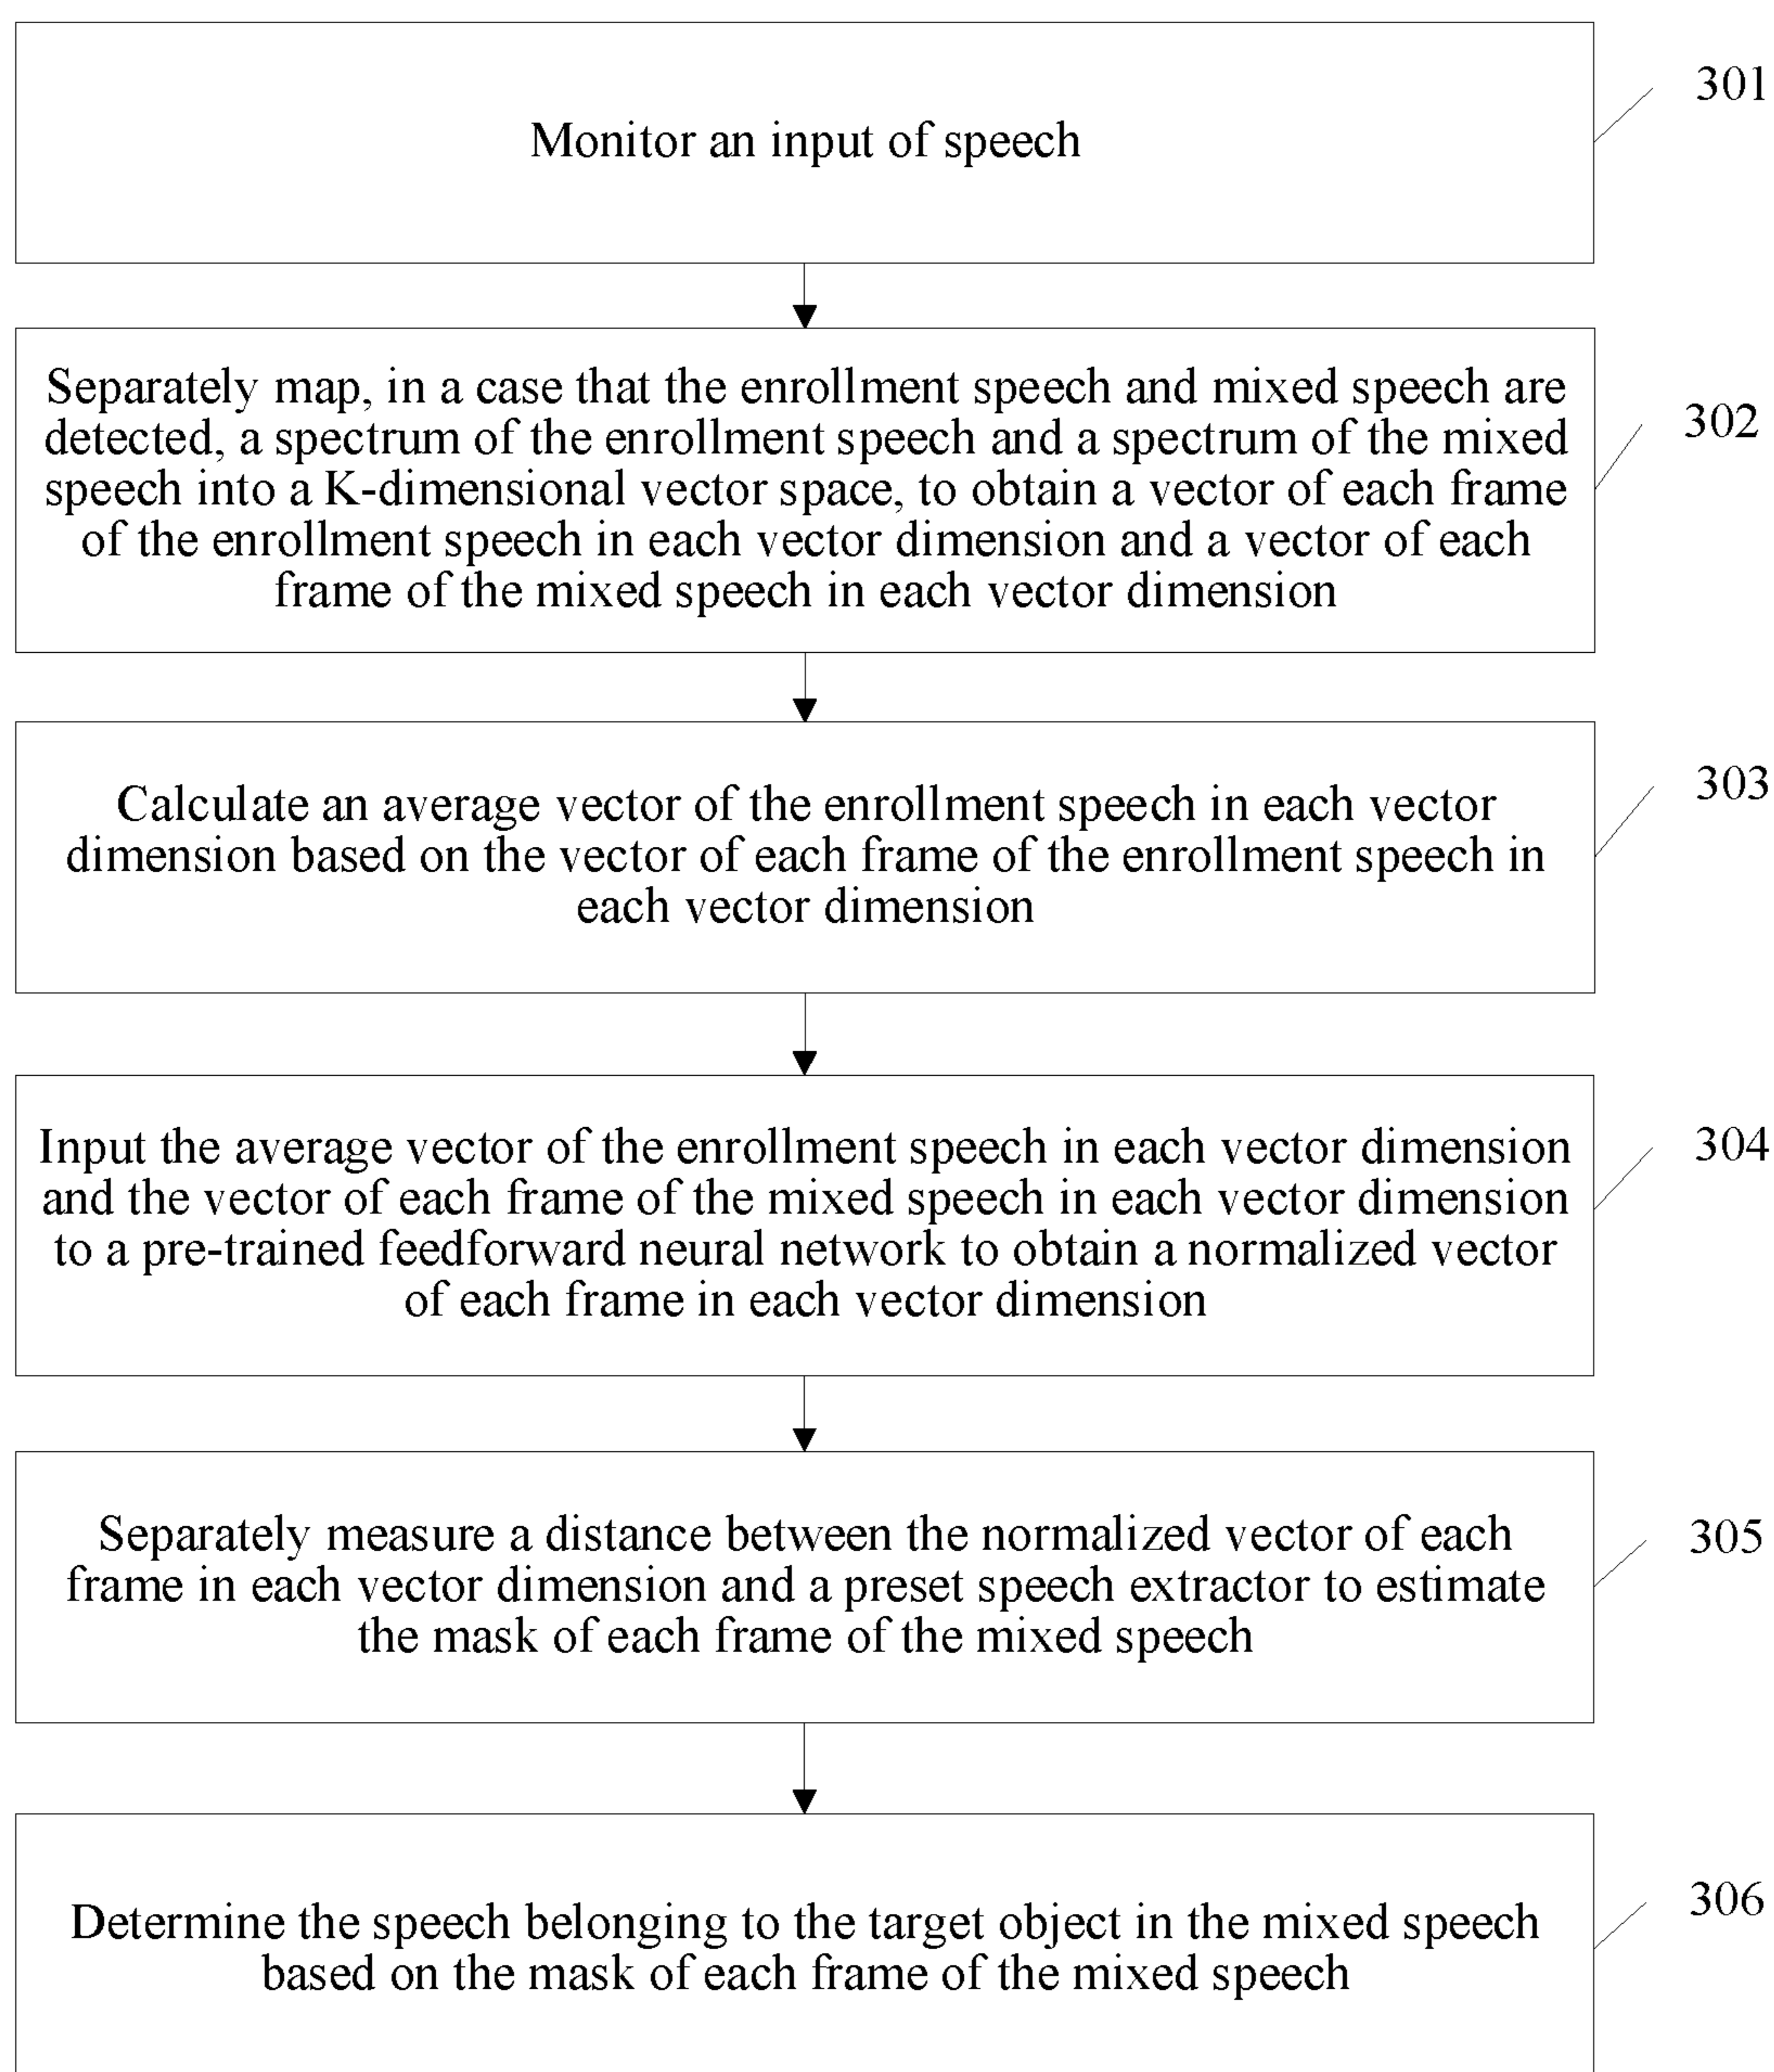 Monitor an input of speech
301
Separately map, in a case that the enrollment speech and mixed speech are
detected, a spectrum of the enrollment speech and a spectrum of the mixed
speech into a K-dimensional vector space, to obtain a vector of each frame
of the enrollment speech in each vector dimension and a vector of each
frame of the mixed speech in each vector dimension
302
Calculate an average vector of the enrollment speech in each vector
dimension based on the vector of each frame of the enrollment speech in
each vector dimension
303
Input the average vector of the enrollment speech in each vector dimension
and the vector of each frame of the mixed speech in each vector dimension
to a pre-trained feedforward neural network to obtain a normalized vector
of each frame in each vector dimension
304
Separately measure a distance between the normalized vector of each
frame in each vector dimension and a preset speech extractor to estimate
the mask of each frame of the mixed speech
305
Determine the speech belonging to the target object in the mixed speech
based on the mask of each frame of the mixed speech
306